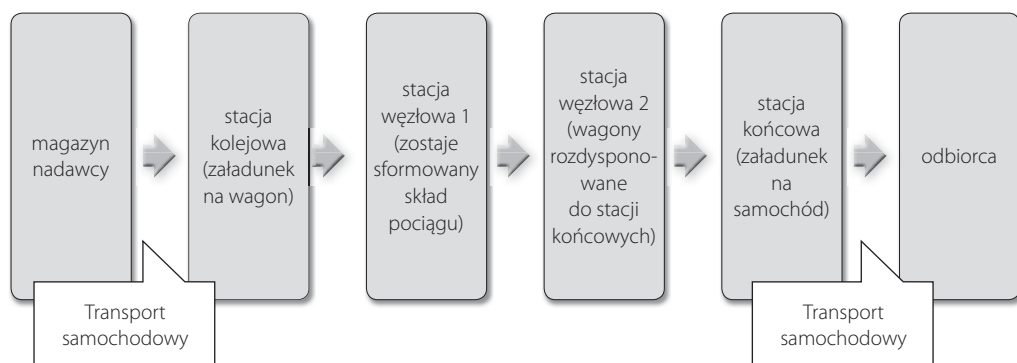 magazyn
nadawcy
stacja
kolejowa
(załadunek
na wagon)
stacja
węzłowa 1
(zostaje
sformowany
skład
pociągu)
stacja
węzłowa 2
(wagony
rozdyspono-
wane
do stacji
końcowych)
stacja
końcowa
(załadunek
na
samochód)
odbiorca
Transport
samochodowy
Transport
samochodowy